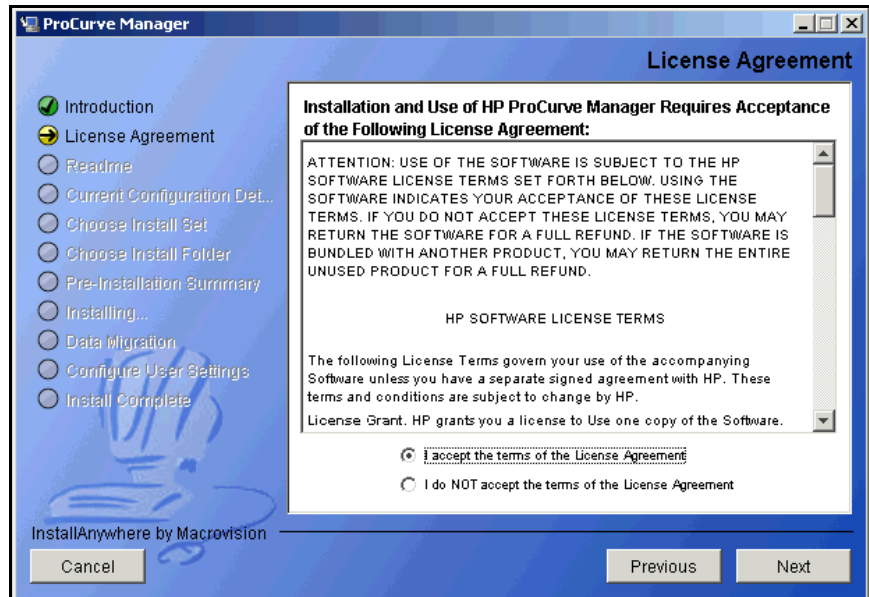 ProCurve Manager
License Agreement
Introduction
License Agreement
Readme
Current Configuration Det...
Choose Install Set
Choose Install Folder
Pre-Installation Summary
Installing...
Data Migration
Configure User Settings
Install Complete
Installation and Use of HP ProCurve Manager Requires Acceptance
of the Following License Agreement:
ATTENTION: USE OF THE SOFTWARE IS SUBJECT TO THE HP
SOFTWARE LICENSE TERMS SET FORTH BELOW. USING THE
SOFTWARE INDICATES YOUR ACCEPTANCE OF THESE LICENSE
TERMS. IF YOU DO NOT ACCEPT THESE LICENSE TERMS, YOU MAY
RETURN THE SOFTWARE FOR A FULL REFUND. IF THE SOFTWARE IS
BUNDLED WITH ANOTHER PRODUCT, YOU MAY RETURN THE ENTIRE
UNUSED PRODUCT FOR A FULL REFUND.
HP SOFTWARE LICENSE TERMS
The following License Terms govern your use of the accompanying
Software unless you have a separate signed agreement with HP. These
terms and conditions are subject to change by HP.
License Grant. HP grants you a license to Use one copy of the Software.
I accept the terms of the License Agreement
I do NOT accept the terms of the License Agreement
InstallAnywhere by Macrovision
Cancel
Previous
Next